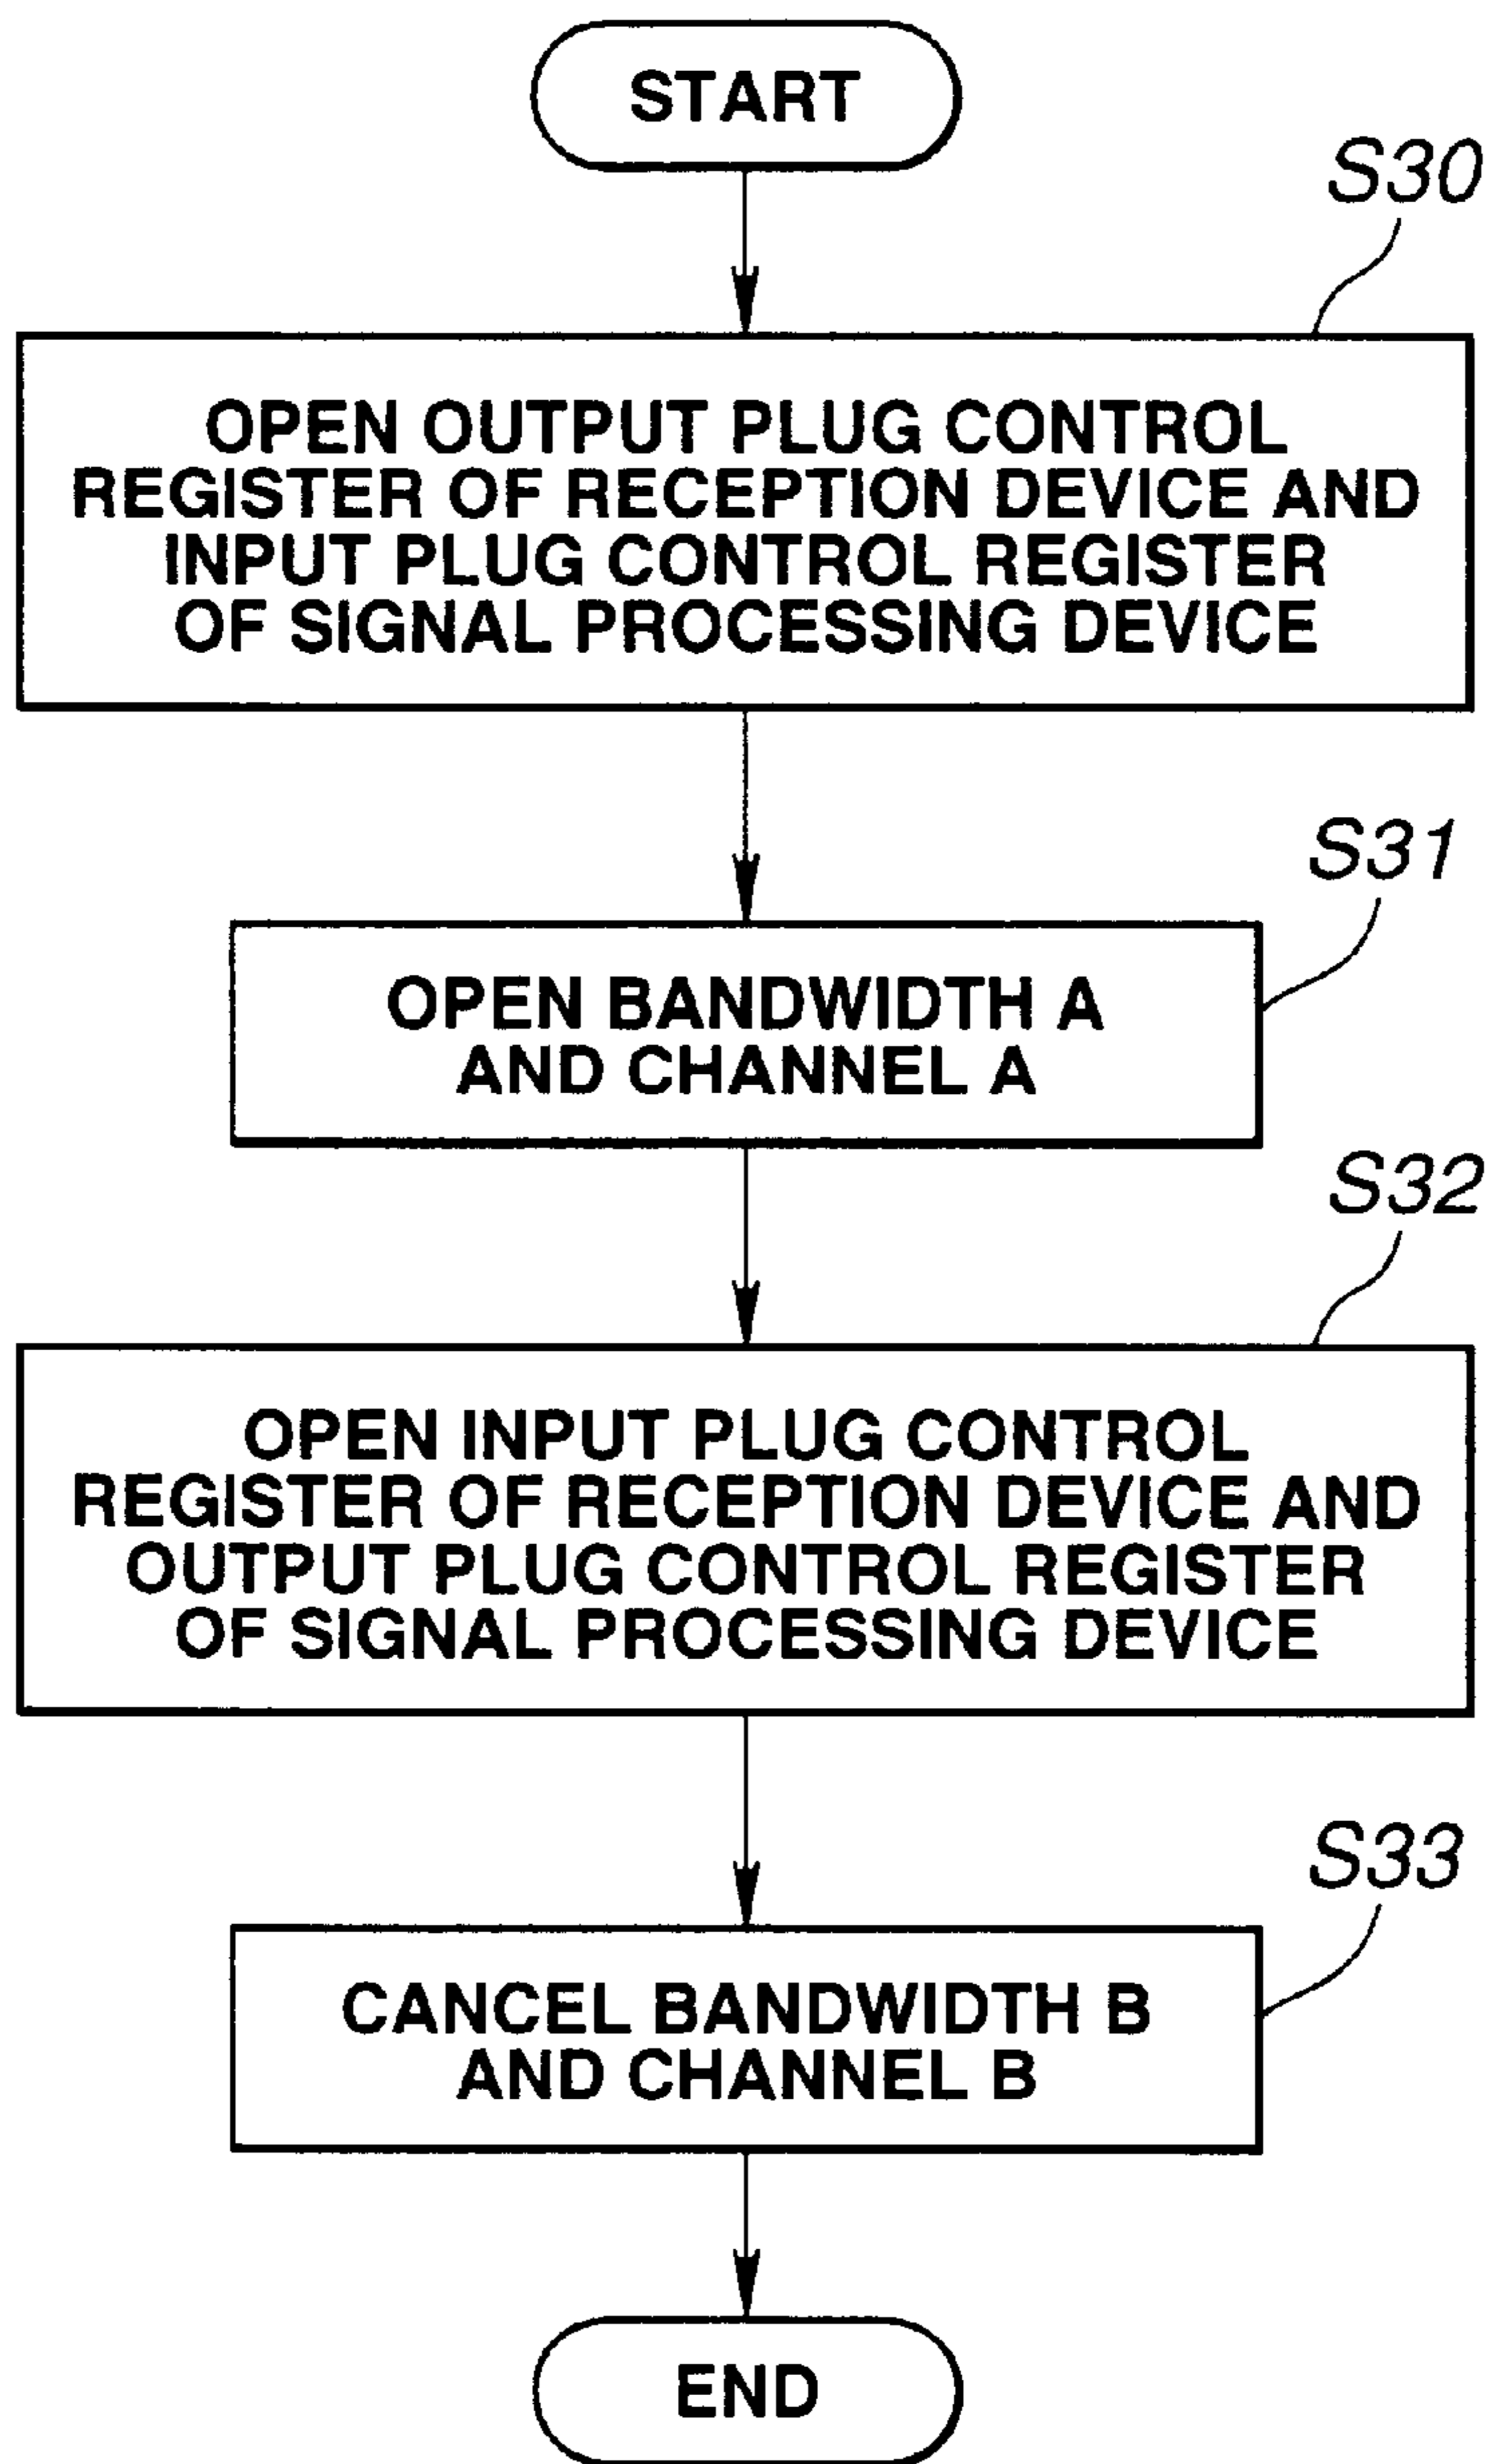 START
S30
OPEN OUTPUT PLUG CONTROL
REGISTER OF RECEPTION DEVICE AND
INPUT PLUG CONTROL REGISTER
OF SIGNAL PROCESSING DEVICE
S31
OPEN BANDWIDTH A
AND CHANNEL A
S32
OPEN INPUT PLUG CONTROL
REGISTER OF RECEPTION DEVICE AND
OUTPUT PLUG CONTROL REGISTER
OF SIGNAL PROCESSING DEVICE
S33
CANCEL BANDWIDTH B
AND CHANNEL B
END